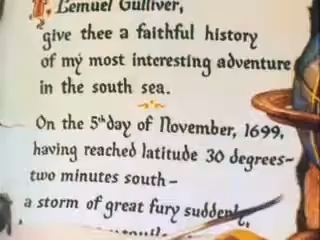 I, Lemuel Gulliver,
give thee a faithful history
of my most interesting adventure
in the south sea.
On the 5th day of November, 1699,
having reached latitude 30 degrees-
two minutes south-
a storm of great fury suddenly